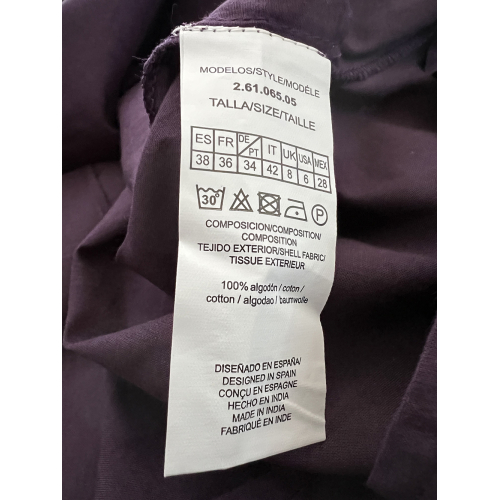 MODELOS/STYLE/MODÈLE
2.61.065.05
TALLA/SIZE/TAILLE
ES FR DE/PT IT UK USA MEX
38 36 34 42 8 6 28
30° P
COMPOSICION/COMPOSITION/
COMPOSITION
TEJIDO EXTERIOR/SHELL FABRIC/
TISSUE EXTERIEUR
100% algodón / coton /
cotton / algodao / baumwolle
DISEÑADO EN ESPAÑA/
DESIGNED IN SPAIN
CONÇU EN ESPAGNE
HECHO EN INDIA
MADE IN INDIA
FABRIQUÉ EN INDE